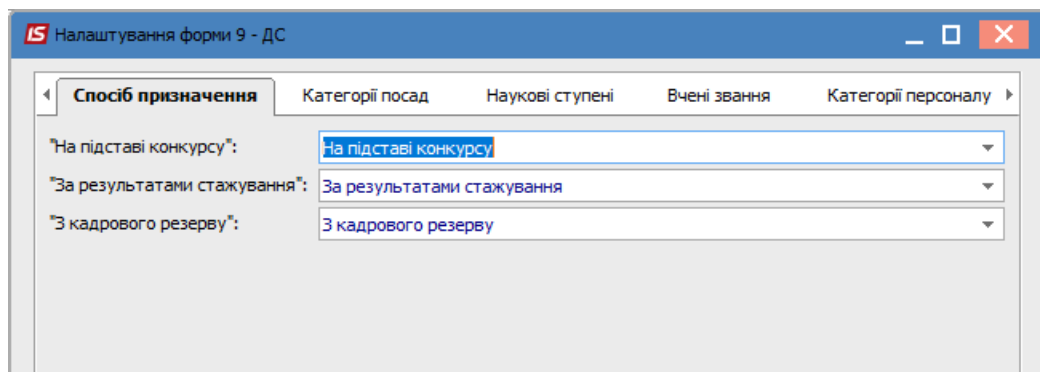 IS Налаштування форми 9 - ДС
Спосіб призначення Категорії посад Наукові ступені Вчені звання Категорії персоналу
"На підставі конкурсу": На підставі конкурсу
"За результатами стажування": За результатами стажування
"З кадрового резерву": З кадрового резерву